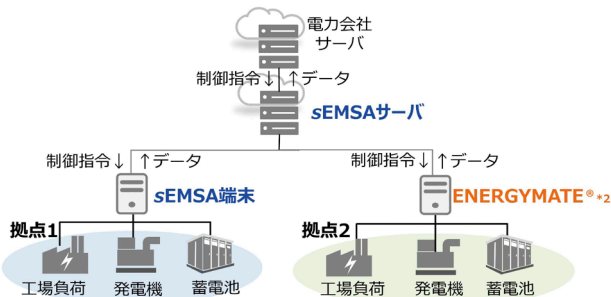 電力会社
サーバ
制御指令↓ ↑データ
sEMSAサーバ
制御指令↓ ↑データ
制御指令↓ ↑データ
sEMSA端末
ENERGYMATE®*2
拠点1
拠点2
工場負荷 発電機 蓄電池
工場負荷 発電機 蓄電池